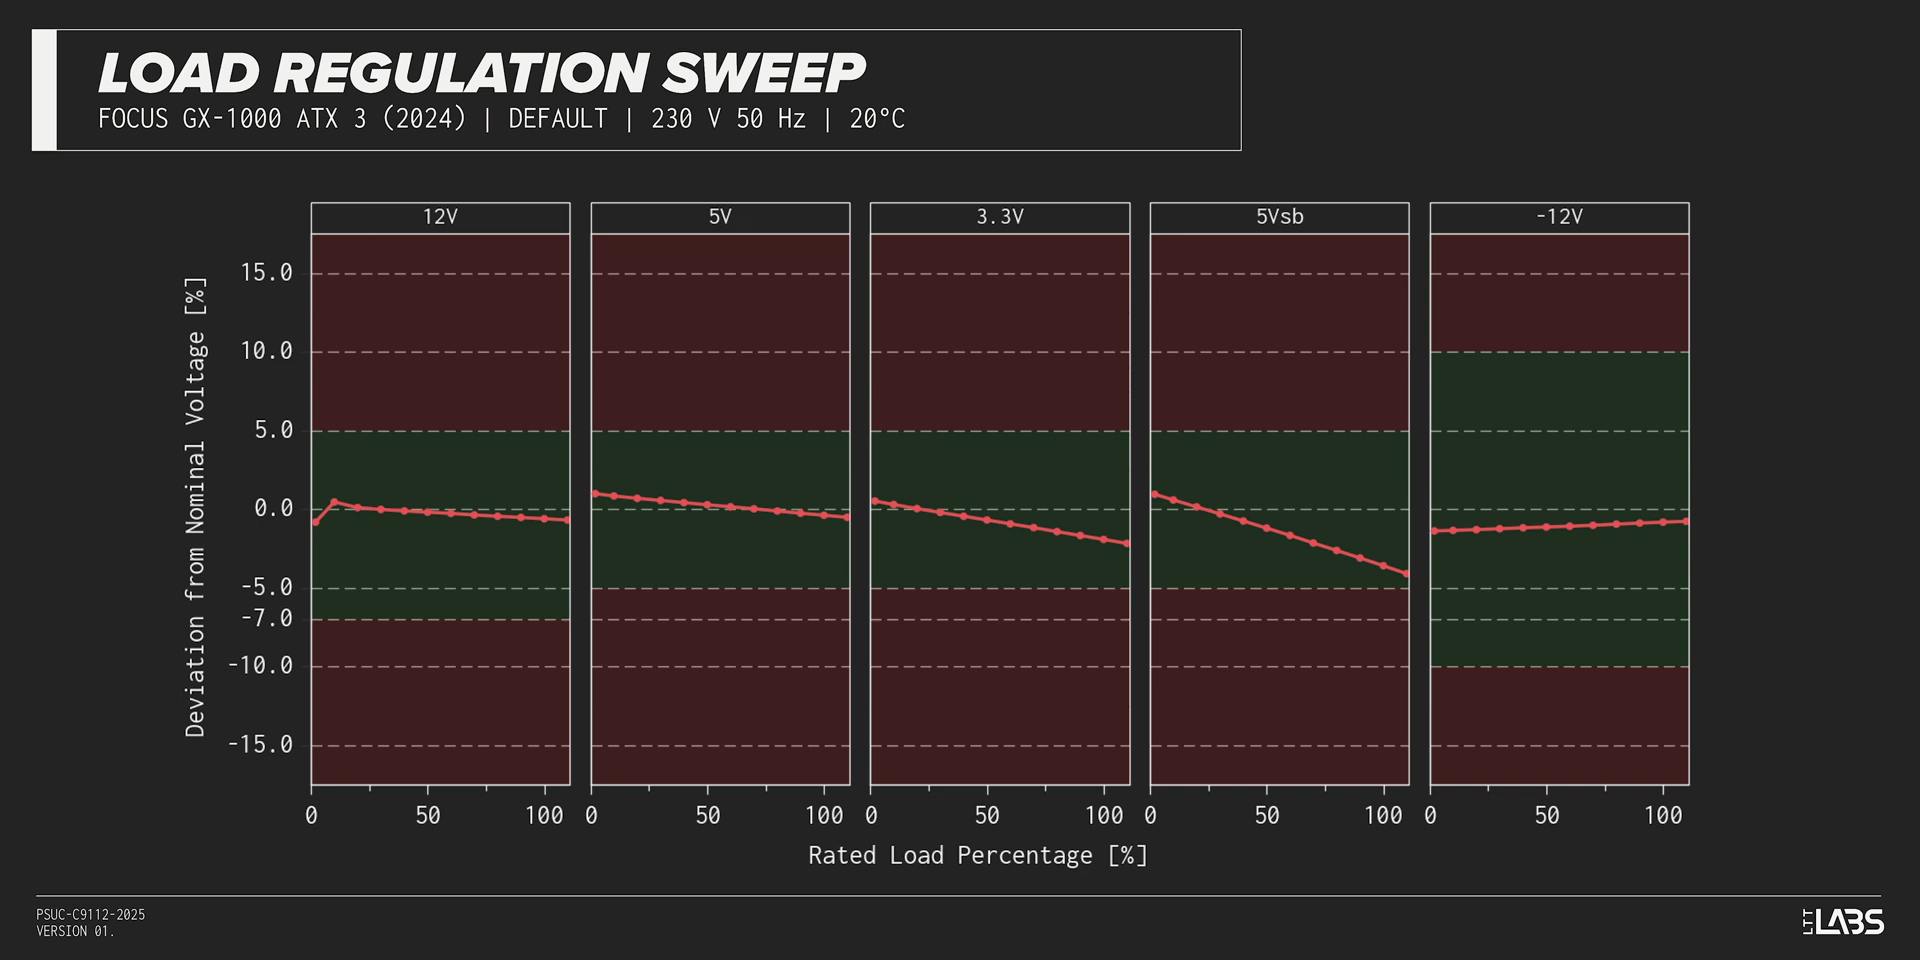 LOAD REGULATION SWEEP
FOCUS GX-1000 ATX 3 (2024) | DEFAULT | 230 V 50 Hz | 20°C
12V 5V 3.3V 5Vsb -12V
Deviation from Nominal Voltage [%]
15.0
10.0
5.0
0.0
-5.0
-7.0
-10.0
-15.0
0 50 100 0 50 100 0 50 100 0 50 100 0 50 100
Rated Load Percentage [%]
PSUC-C9112-2025
VERSION 01.
LTT LABS